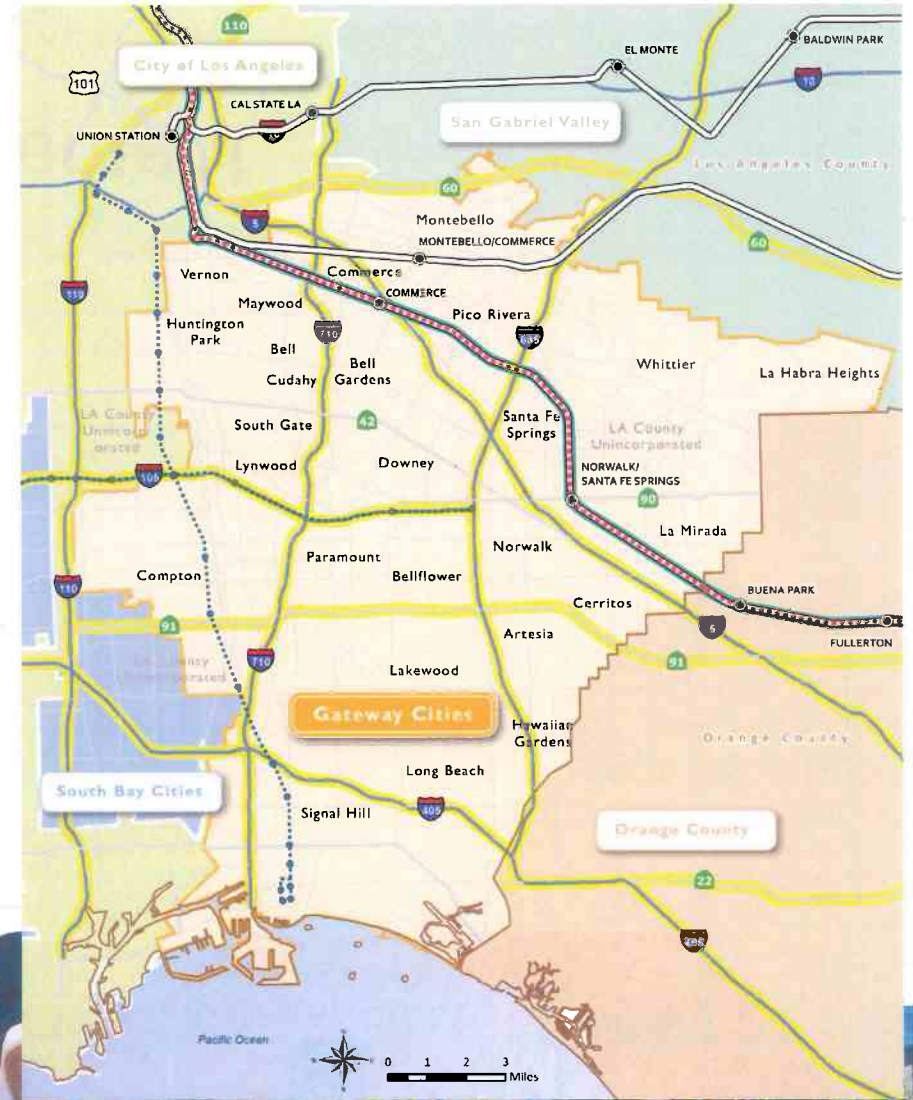 110
City of Los Angeles
101
EL MONTE
BALDWIN PARK
10
CAL STATE LA
UNION STATION
San Gabriel Valley
Los Angeles County
60
5
Montebello
MONTEBELLO/COMMERCE
60
Vernon
Commerce
COMMERCE
110
Maywood
Pico Rivera
Huntington
Park
710
Bell
Bell
Gardens
Cudahy
Whittier
La Habra Heights
LA County
Unincorp
orated
South Gate
42
Santa Fe
Springs
LA County
Unincorporated
Lynwood
Downey
105
NORWALK/
SANTA FE SPRINGS
90
La Mirada
Paramount
Norwalk
Compton
Bellflower
110
BUENA PARK
Cerritos
91
5
Artesia
FULLERTON
710
91
Lakewood
Gateway Cities
Hawaiian
Gardens
Orange County
Long Beach
South Bay Cities
Signal Hill
405
Orange County
22
Pacific Ocean
0 1 2 3
Miles